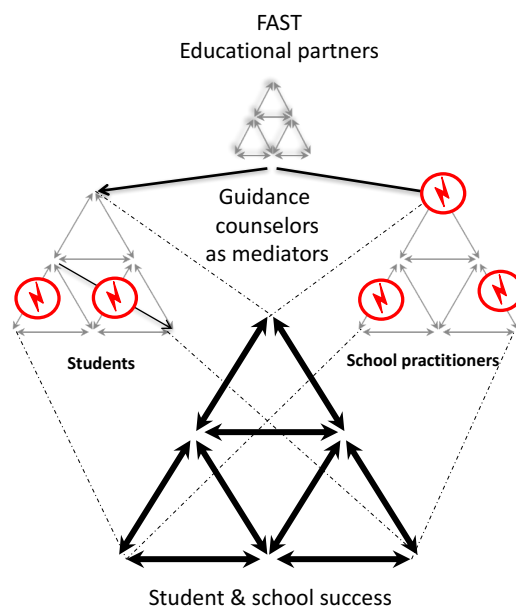 FAST
Educational partners
Guidance
counselors
as mediators
Students
School practitioners
Student & school success